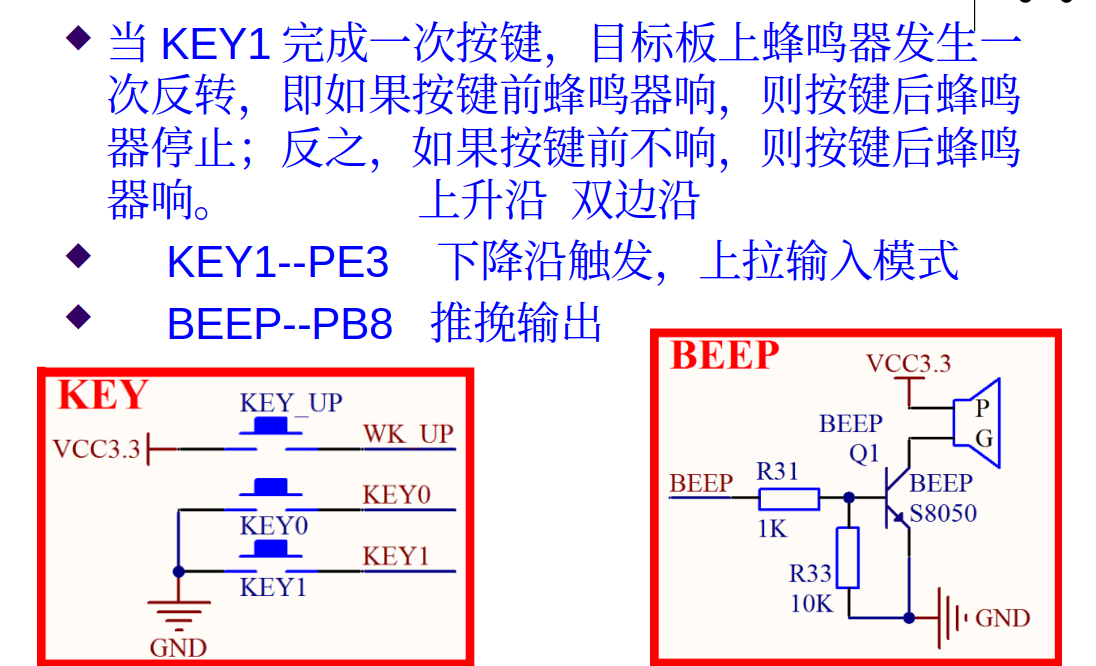 当 KEY1 完成一次按键，目标板上蜂鸣器发生一
次反转，即如果按键前蜂鸣器响，则按键后蜂鸣
器停止；反之，如果按键前不响，则按键后蜂鸣
器响。 上升沿 双边沿
KEY1--PE3 下降沿触发，上拉输入模式
BEEP--PB8 推挽输出
KEY
KEY_UP
VCC3.3
WK_UP
KEY0
KEY0
KEY1
KEY1
GND
BEEP
VCC3.3
P
G
BEEP
Q1
BEEP
R31
BEEP
S8050
1K
R33
10K
GND